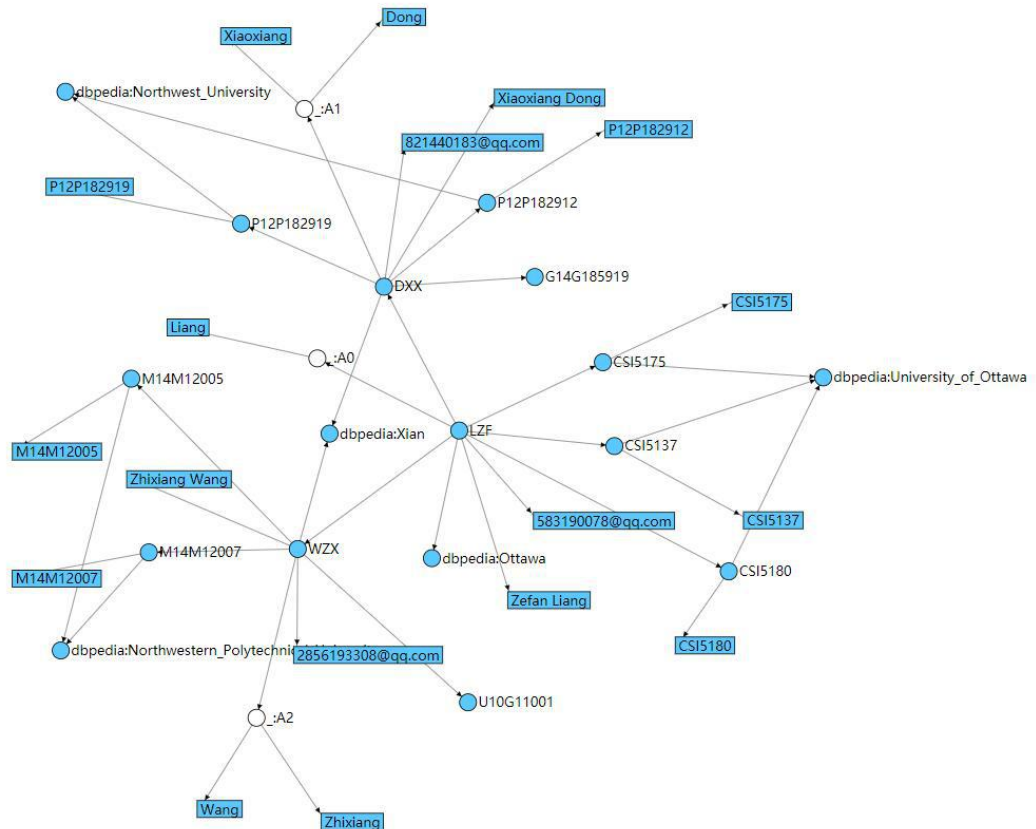 Dong
Xiaoxiang
dbpedia:Northwest_University
Xiaoxiang Dong
_:A1
P12P182912
821440183@qq.com
P12P182919
P12P182912
P12P182919
G14G185919
DXX
CSI5175
Liang
_:A0
CSI5175
M14M12005
dbpedia:University_of_Ottawa
dbpedia:Xian
LZF
CSI5137
M14M12005
Zhixiang Wang
583190078@qq.com
CSI5137
WZX
M14M12007
dbpedia:Ottawa
CSI5180
M14M12007
Zefan Liang
CSI5180
dbpedia:Northwestern_Polytechnic
2856193308@qq.com
U10G11001
_:A2
Wang
Zhixiang